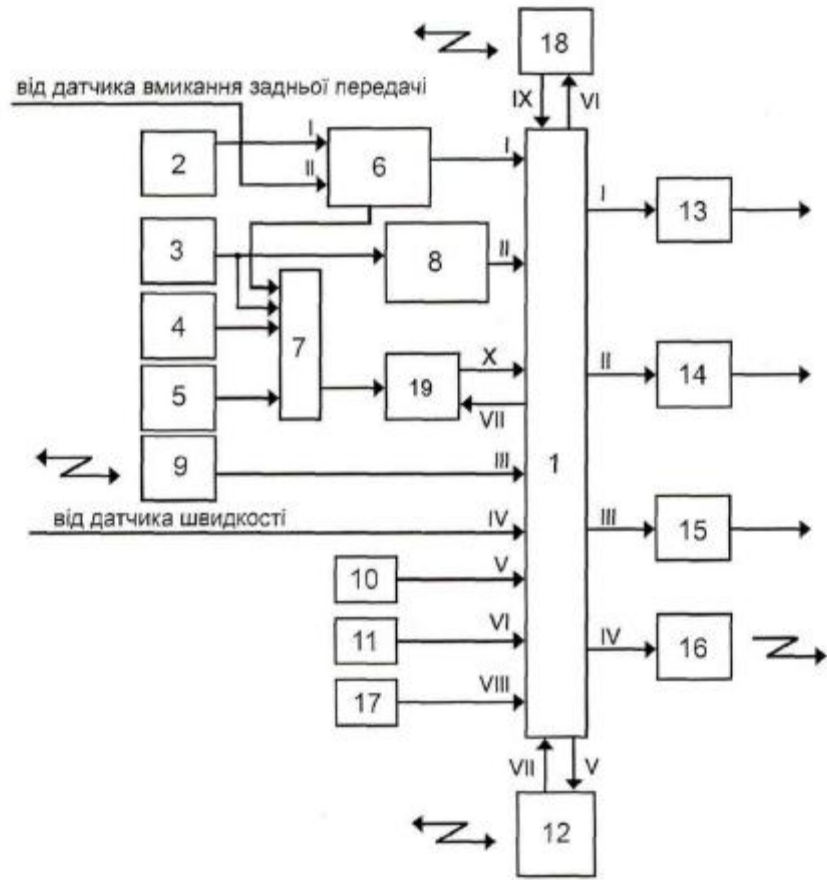 18
від датчика вмикання задньої передачі
IX
VI
I
I
2
II
6
I
13
3
8
II
4
7
X
II
14
5
19
VII
9
III
1
від датчика швидкості
IV
III
15
10
V
11
VI
IV
16
17
VIII
VII
V
12